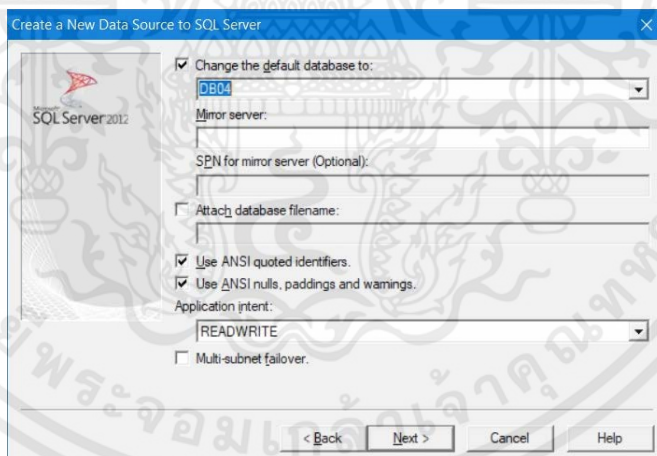 Create a New Data Source to SQL Server
Microsoft
SQL Server 2012
Change the default database to:
DB04
Mirror server:
SPN for mirror server (Optional):
Attach database filename:
Use ANSI quoted identifiers.
Use ANSI nulls, paddings and warnings.
Application intent:
READWRITE
Multi-subnet failover.
< Back
Next >
Cancel
Help